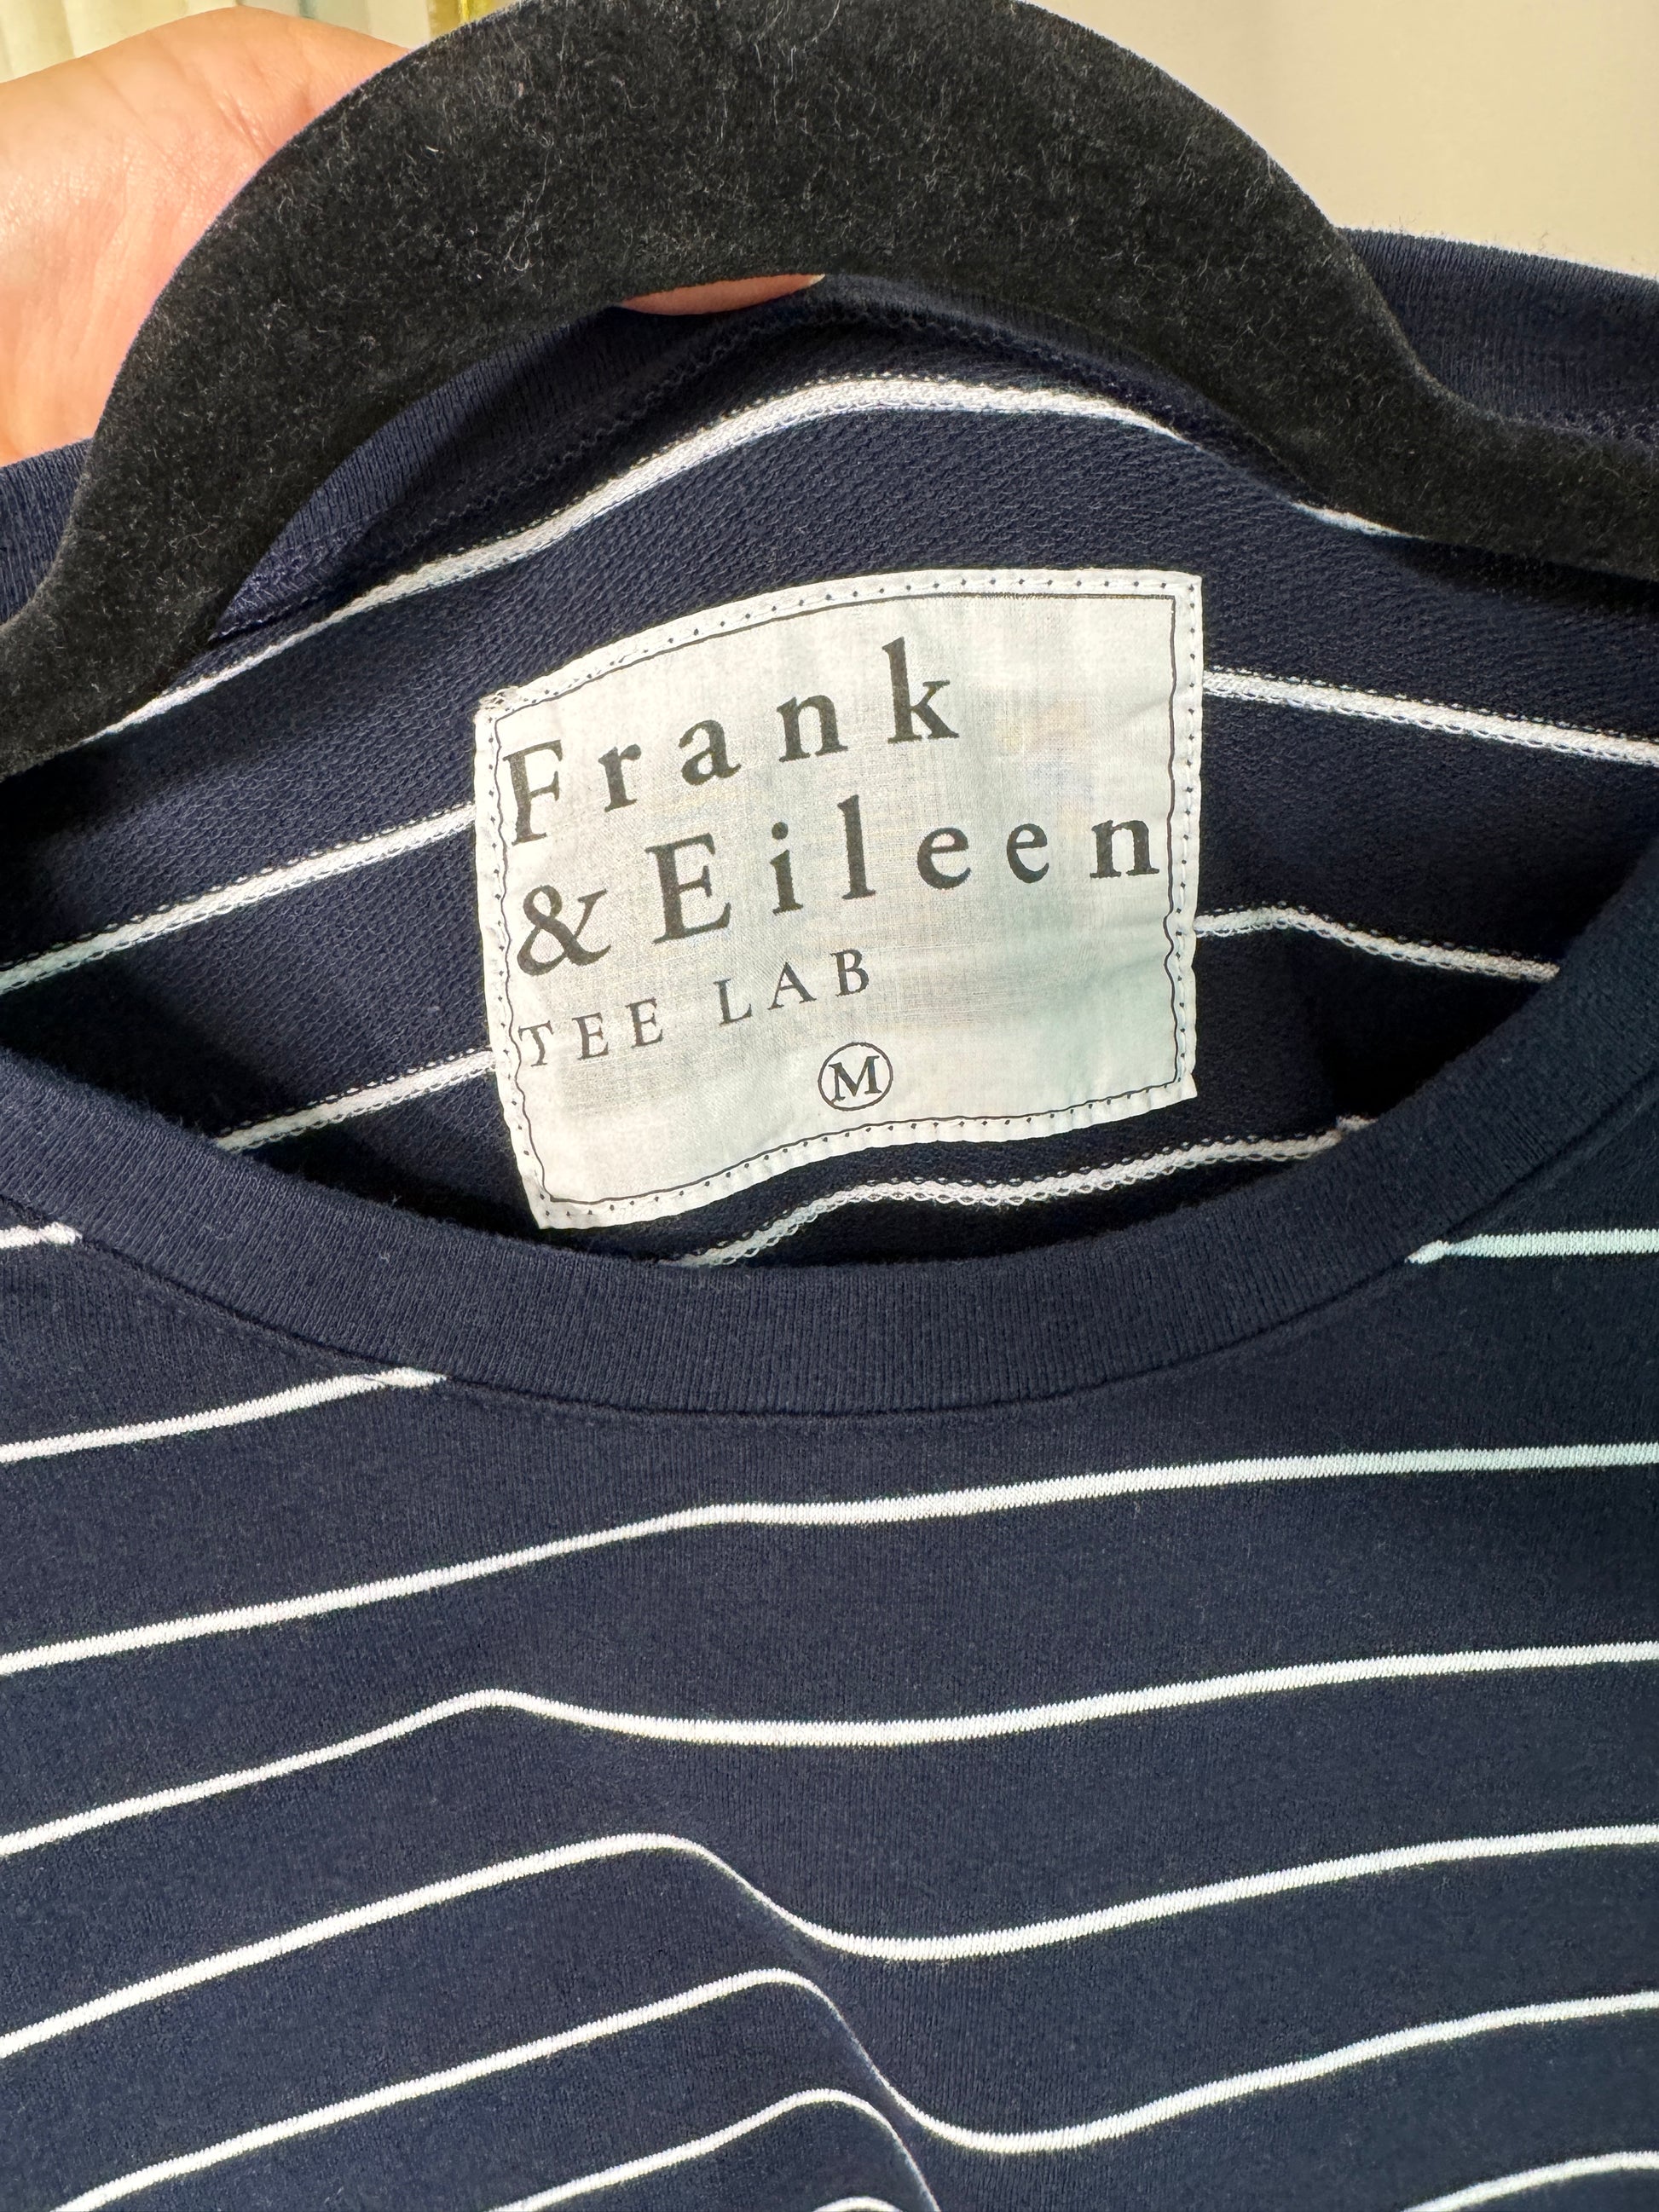 Frank
& Eileen
TEE LAB
M